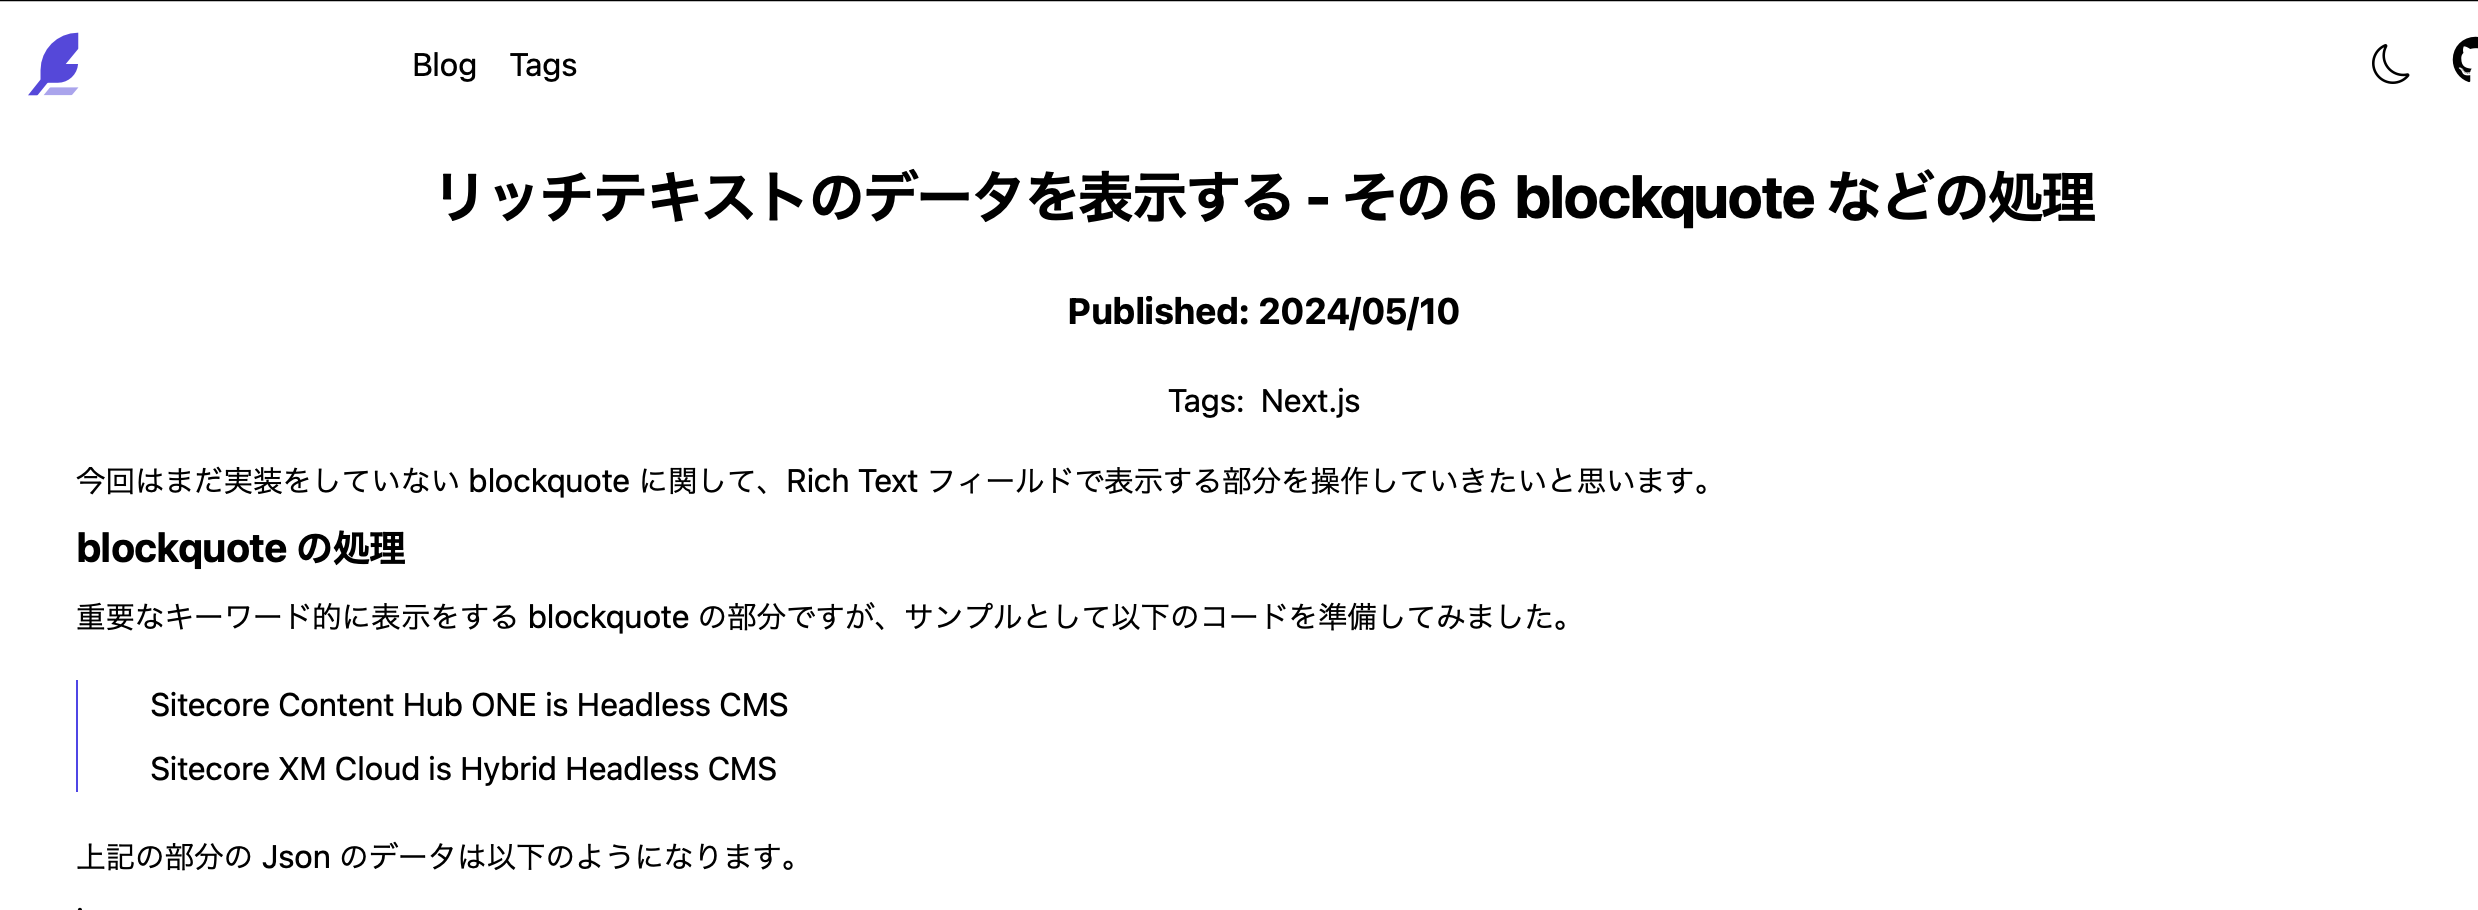 Blog Tags
リッチテキストのデータを表示する - その６ blockquote などの処理
Published: 2024/05/10
Tags: Next.js
今回はまだ実装をしていない blockquote に関して、Rich Text フィールドで表示する部分を操作していきたいと思います。
blockquote の処理
重要なキーワード的に表示をする blockquote の部分ですが、サンプルとして以下のコードを準備してみました。
Sitecore Content Hub ONE is Headless CMS
Sitecore XM Cloud is Hybrid Headless CMS
上記の部分の Json のデータは以下のようになります。